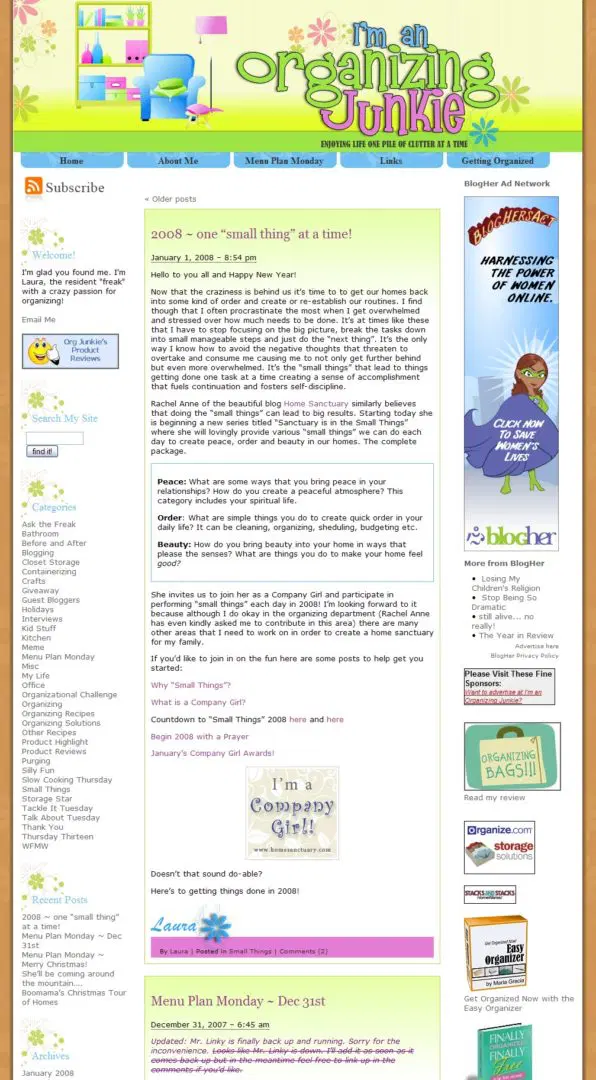 I'm an
Organizing
Junkie
ENJOYING LIFE ONE PILE OF CLUTTER AT A TIME
Home
About Me
Menu Plan Monday
Links
Getting Organized
Subscribe
Welcome!
I'm glad you found me. I'm
Laura, the resident "freak"
with a crazy passion for
organizing!
Email Me
Org Junkie's
Product
Reviews
Search My Site
find it!
Categories
Ask the Freak
Bathroom
Before and After
Blogging
Closet Storage
Containerizing
Crafts
Giveaway
Guest Bloggers
Holidays
Interviews
Kid Stuff
Kitchen
Meme
Menu Plan Monday
Misc
My Life
Office
Organizational Challenge
Organizing
Organizing Recipes
Organizing Solutions
Other Recipes
Product Highlight
Product Reviews
Purging
Silly Fun
Slow Cooking Thursday
Small Things
Storage Star
Tackle It Tuesday
Talk About Tuesday
Thank You
Thursday Thirteen
WFMW
Recent Posts
2008 ~ one "small thing"
at a time!
Menu Plan Monday ~ Dec
31st
Menu Plan Monday ~
Merry Christmas!
She'll be coming around
the mountain....
Boomama's Christmas Tour
of Homes
Archives
January 2008
« Older posts
2008 ~ one “small thing” at a time!
January 1, 2008 – 8:54 pm
Hello to you all and Happy New Year!
Now that the craziness is behind us it's time to to get our homes back
into some kind of order and create or re-establish our routines. I find
though that I often procrastinate the most when I get overwhelmed
and stressed over how much needs to be done. It's at times like these
that I have to stop focusing on the big picture, break the tasks down
into small manageable steps and just do the “next thing”. It's the only
way I know how to avoid the negative thoughts that threaten to
overtake and consume me causing me to not only get further behind
but even more overwhelmed. It's the “small things” that lead to things
getting done one task at a time creating a sense of accomplishment
that fuels continuation and fosters self-discipline.
Rachel Anne of the beautiful blog Home Sanctuary similarly believes
that doing the “small things” can lead to big results. Starting today she
is beginning a new series titled “Sanctuary is in the Small Things”
where she will lovingly provide various “small things” we can do each
day to create peace, order and beauty in our homes. The complete
package.
Peace: What are some ways that you bring peace in your
relationships? How do you create a peaceful atmosphere? This
category includes your spiritual life.
Order: What are simple things you do to create quick order in your
daily life? It can be cleaning, organizing, sheduling, budgeting etc.
Beauty: How do you bring beauty into your home in ways that
please the senses? What are things you do to make your home feel
good?
She invites us to join her as a Company Girl and participate in
performing “small things” each day in 2008! I'm looking forward to it
because although I do okay in the organizing department (Rachel Anne
has even kindly asked me to contribute in this area) there are many
other areas that I need to work on in order to create a home sanctuary
for my family.
If you'd like to join in on the fun here are some posts to help get you
started:
Why “Small Things”?
What is a Company Girl?
Countdown to “Small Things” 2008 here and here
Begin 2008 with a Prayer
January's Company Girl Awards!
I'm a
Company
Girl!
www.homesanctuary.com
Doesn't that sound do-able?
Here's to getting things done in 2008!
Laura
By Laura | Posted in Small Things | Comments (2)
Menu Plan Monday ~ Dec 31st
December 31, 2007 – 6:45 am
Updated: Mr. Linky is finally back up and running. Sorry for the
inconvenience. Looks like Mr. Linky is down. I'll add it as soon as it
comes back up but in the meantime feel free to link up in the
comments if you'd like.
BlogHer Ad Network
BLOGHERSACT
HARNESSING
THE POWER
OF WOMEN
ONLINE.
CLICK NOW
TO SAVE
WOMEN'S
LIVES
blogher
More from BlogHer
• Losing My
Children's Religion
• Stop Being So
Dramatic
• still alive... no
really!
• The Year in Review
Advertise here
BlogHer Privacy Policy
Please Visit These Fine
Sponsors:
Want to advertise at I'm an
Organizing Junkie?
ORGANIZING
BAGS!!!
Read my review
Organize.com
storage
solutions
STACKS AND STACKS
HomeWares
Get Organized Now!
Easy
Organizer
by Maria Gracia
Get Organized Now with the
Easy Organizer
FINALLY
ORGANIZED
FINALLY
Free